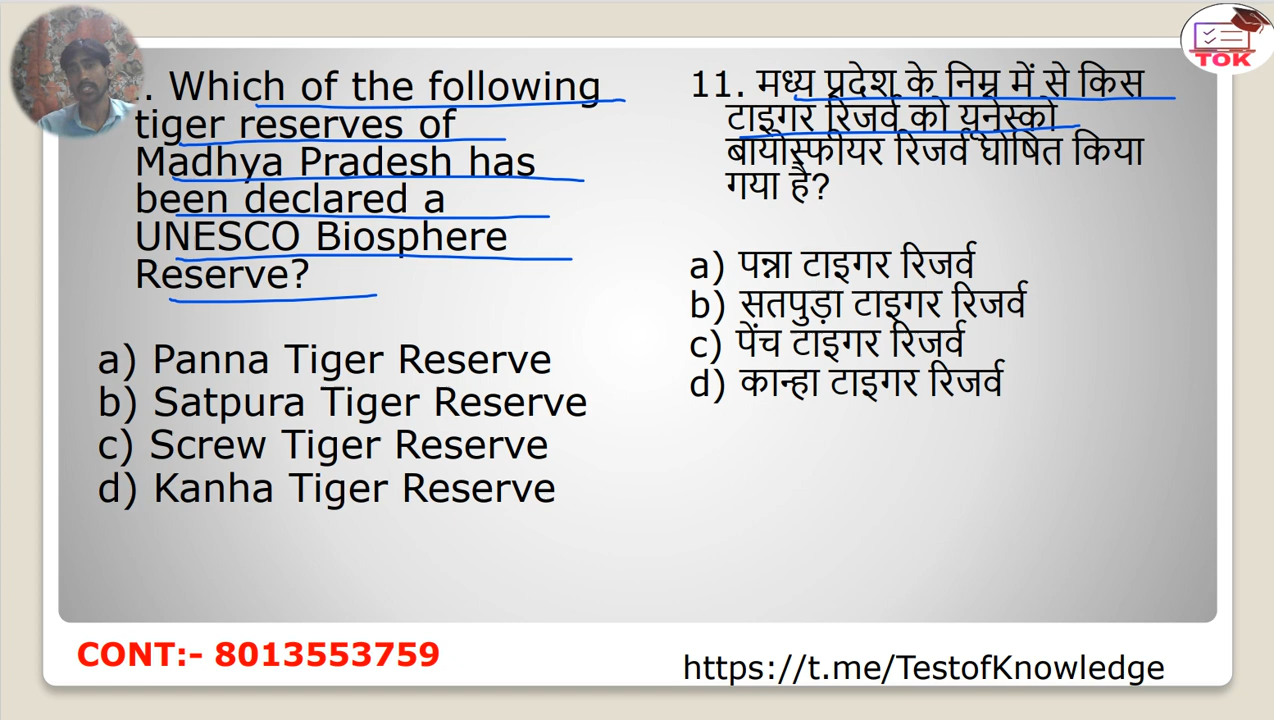 . Which of the following
tiger reserves of
Madhya Pradesh has
been declared a
UNESCO Biosphere
Reserve?
a) Panna Tiger Reserve
b) Satpura Tiger Reserve
c) Screw Tiger Reserve
d) Kanha Tiger Reserve
11. मध्य प्रदेश के निम्न में से किस
टाइगर रिजर्व को यूनेस्को
बायोस्फीयर रिजर्व घोषित किया
गया है?
a) पन्ना टाइगर रिजर्व
b) सतपुड़ा टाइगर रिजर्व
c) पेंच टाइगर रिजर्व
d) कान्हा टाइगर रिजर्व
TOK
CONT:- 8013553759
https://t.me/TestofKnowledge